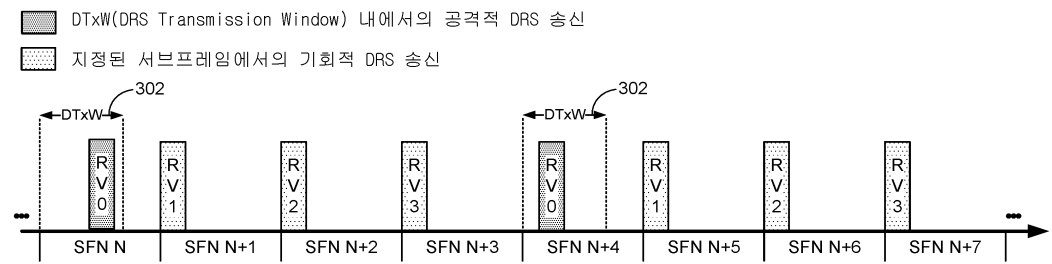 DTxW(DRS Transmission Window) 내에서의 공격적 DRS 송신
지정된 서브프레임에서의 기회적 DRS 송신
302
302
DTxW
DTxW
RV0
RV1
RV2
RV3
RV0
RV1
RV2
RV3
SFN N
SFN N+1
SFN N+2
SFN N+3
SFN N+4
SFN N+5
SFN N+6
SFN N+7